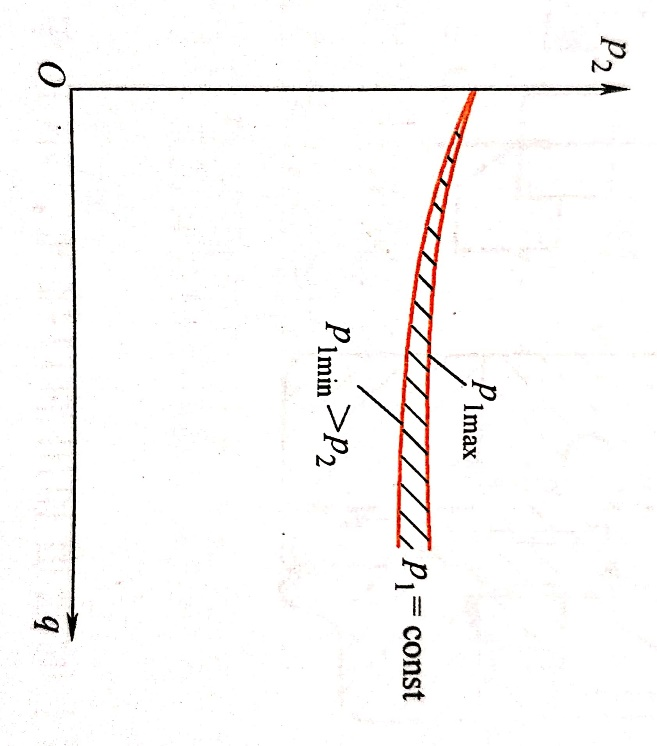 p₂
p₁max
p₁ = const
p₁min > p₂
O
q